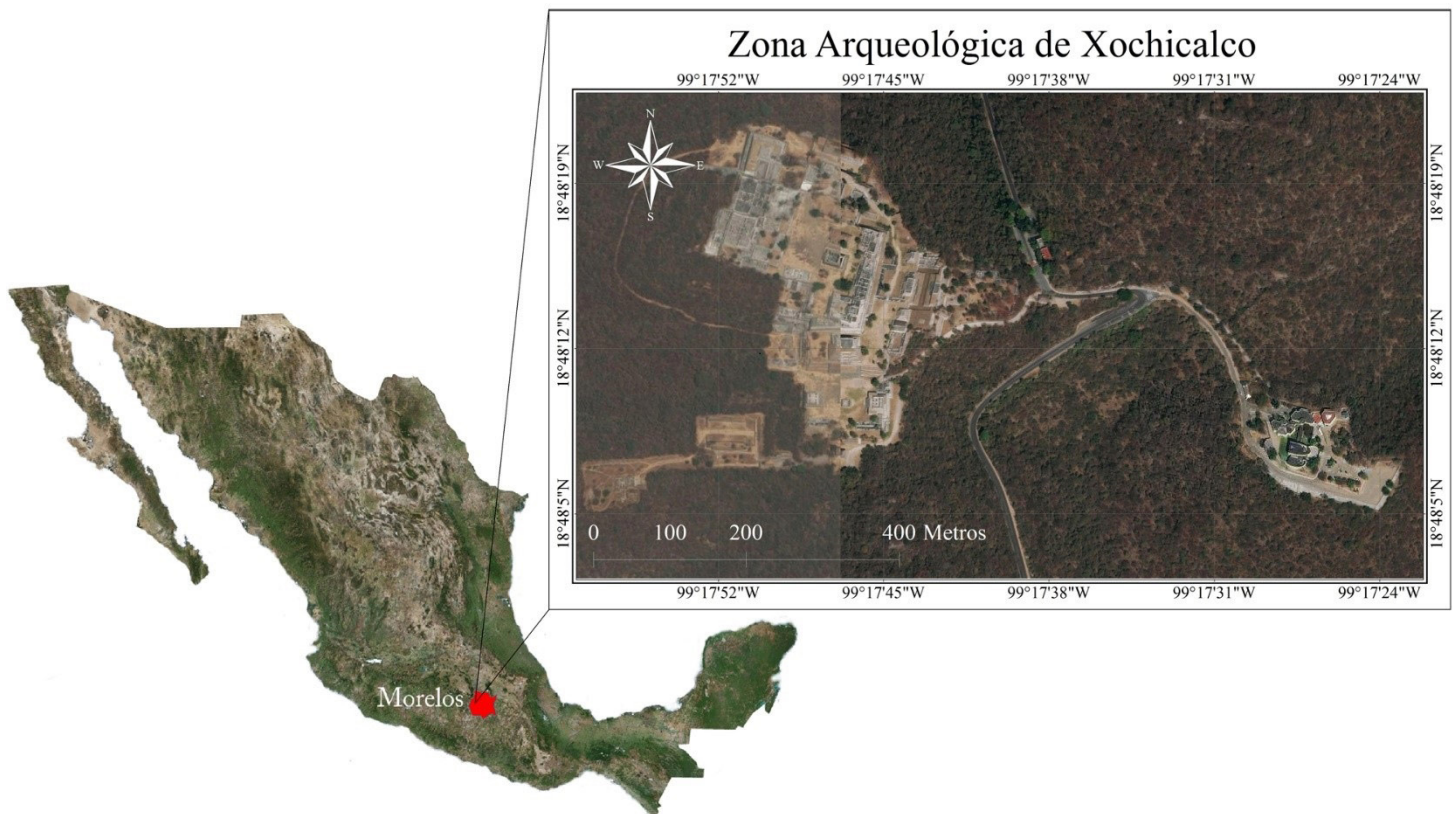 Zona Arqueológica de Xochicalco
99°17'52"W 99°17'45"W 99°17'38"W 99°17'31"W 99°17'24"W
N
W E
S
18°48'19"N 18°48'19"N
18°48'12"N 18°48'12"N
18°48'5"N 18°48'5"N
0 100 200 400 Metros
99°17'52"W 99°17'45"W 99°17'38"W 99°17'31"W 99°17'24"W
Morelos